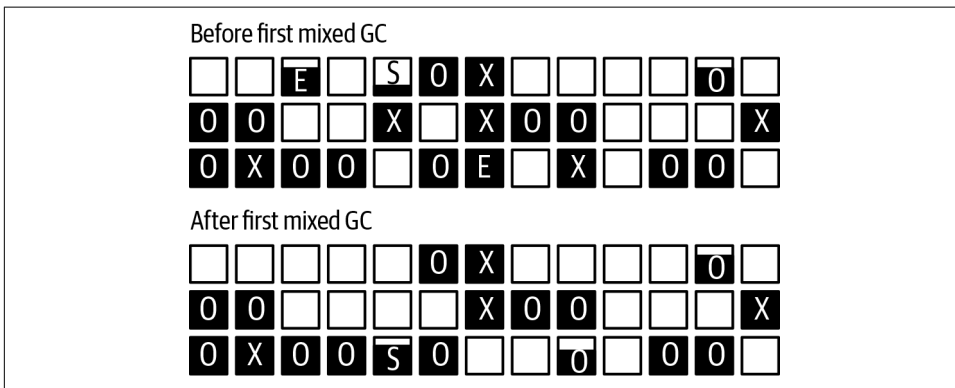 Before first mixed GC
E S O X O
O O X X O O X
O X O O O E X O O
After first mixed GC
O X O
O O X O O X
O X O O S O O O O